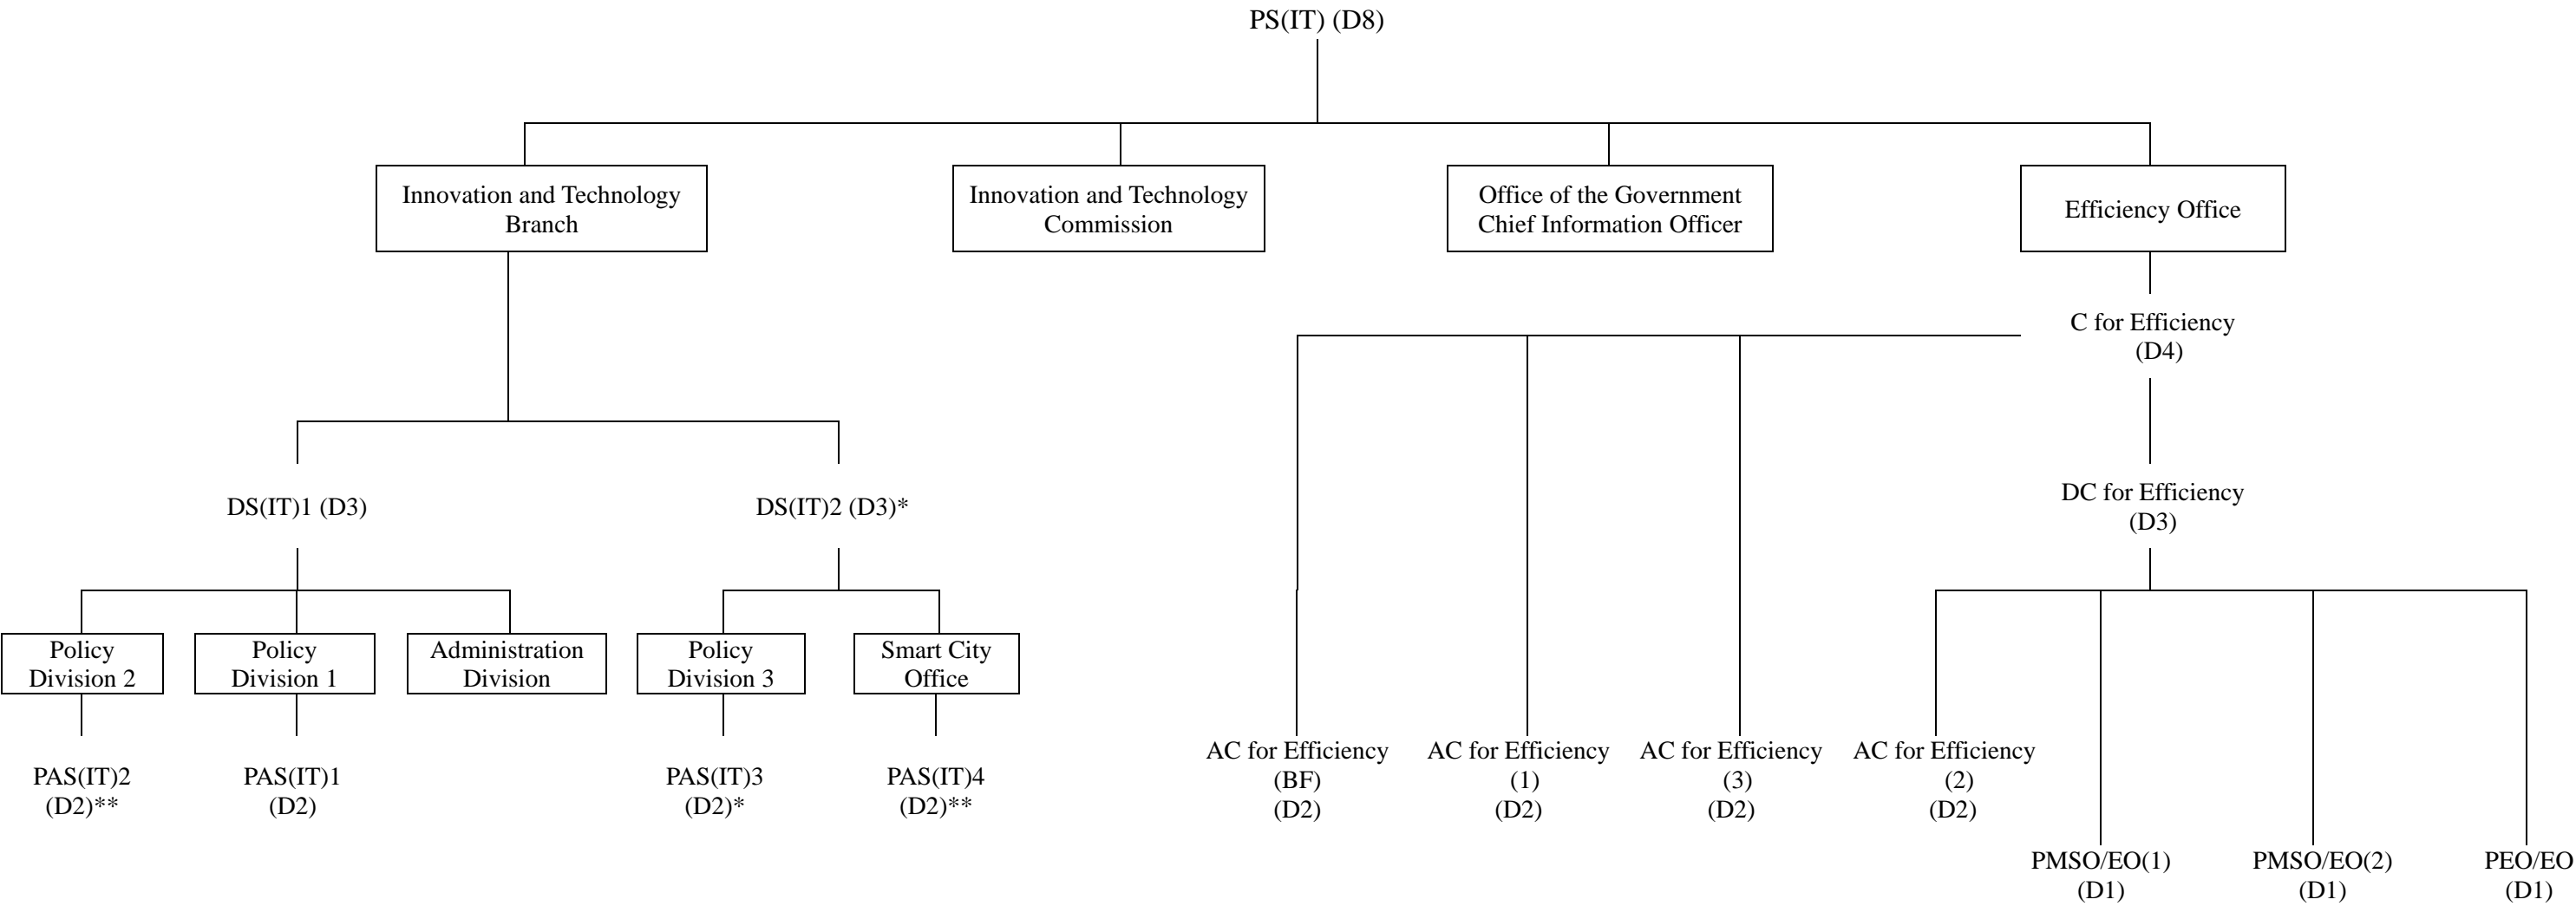 PS(IT) (D8)
Innovation and Technology
Branch
Innovation and Technology
Commission
Office of the Government
Chief Information Officer
Efficiency Office
C for Efficiency
(D4)
DS(IT)1 (D3)
DS(IT)2 (D3)*
DC for Efficiency
(D3)
Policy
Division 2
Policy
Division 1
Administration
Division
Policy
Division 3
Smart City
Office
PAS(IT)2
(D2)**
PAS(IT)1
(D2)
PAS(IT)3
(D2)*
PAS(IT)4
(D2)**
AC for Efficiency
(BF)
(D2)
AC for Efficiency
(1)
(D2)
AC for Efficiency
(3)
(D2)
AC for Efficiency
(2)
(D2)
PMSO/EO(1)
(D1)
PMSO/EO(2)
(D1)
PEO/EO
(D1)